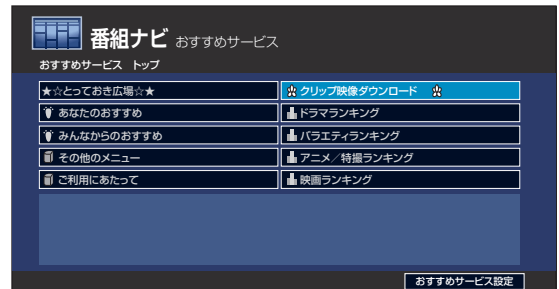 番組ナビ おすすめサービス
おすすめサービス トップ
★☆とっておき広場☆★
あなたのおすすめ
みんなからのおすすめ
その他のメニュー
ご利用にあたって
クリップ映像ダウンロード
ドラマランキング
バラエティランキング
アニメ／特撮ランキング
映画ランキング
おすすめサービス設定